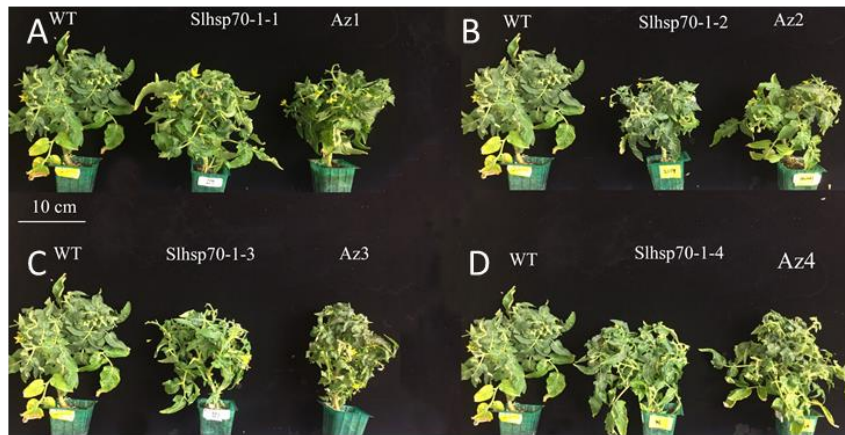 A
WT
Slhsp70-1-1
Az1
B
WT
Slhsp70-1-2
Az2
10 cm
C
WT
Slhsp70-1-3
Az3
D
WT
Slhsp70-1-4
Az4